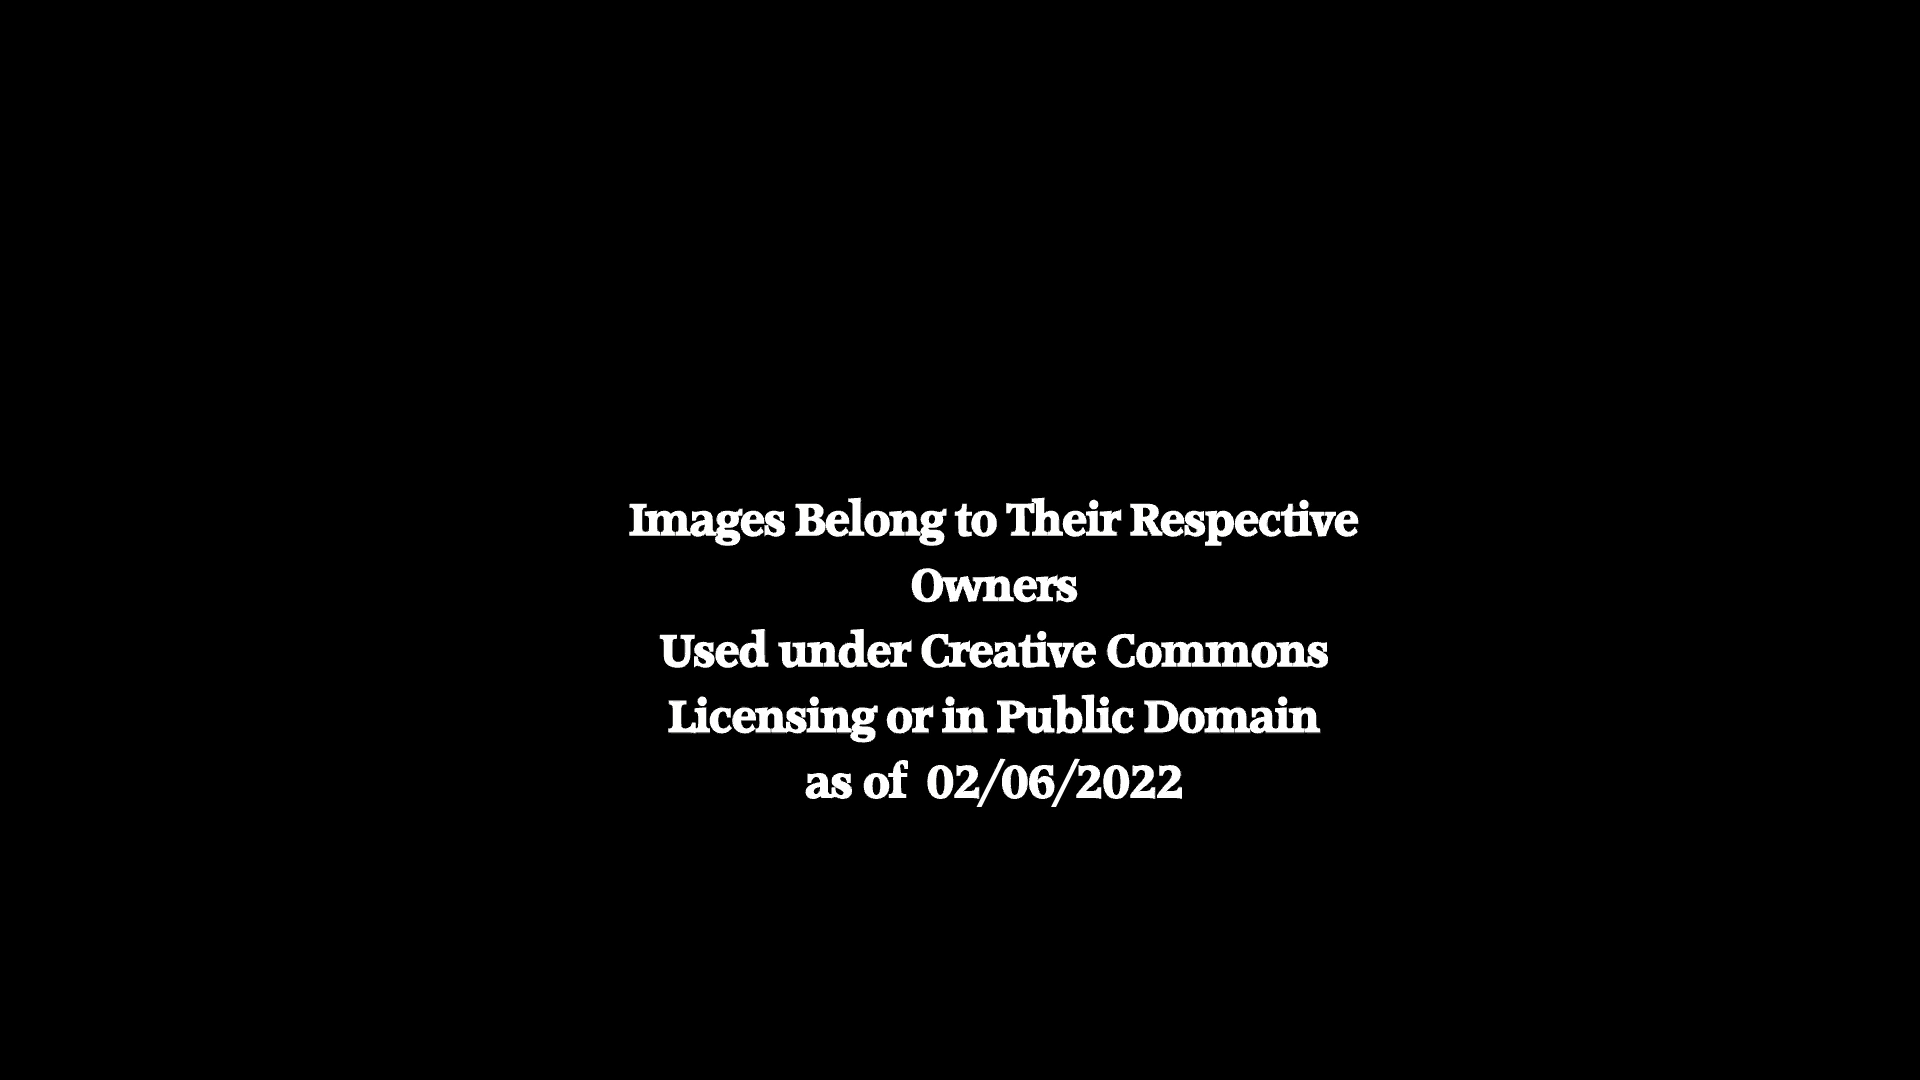 Images Belong to Their Respective
Owners
Used under Creative Commons
Licensing or in Public Domain
as of  02/06/2022